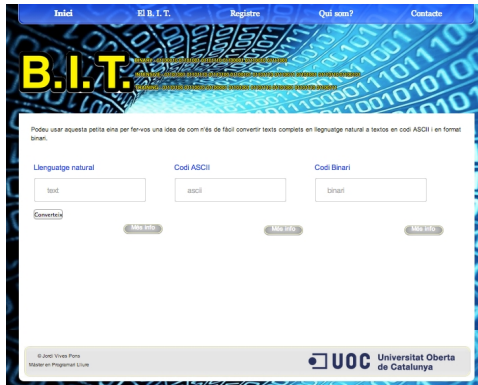 Inici El B. I. T. Registre Qui som? Contacte
B.I.T.
Podeu usar aquesta petita eina per fer-vos una idea de com n'és de fàcil convertir texts complets en llegnuatge natural a textos en codi ASCII i en format
binari.
Llenguatge natural Codi ASCII Codi Binari
text ascii binari
Converteix
Més info Més info Més info
© Jordi Vives Pons
Màster en Programari Lliure
UOC Universitat Oberta
de Catalunya